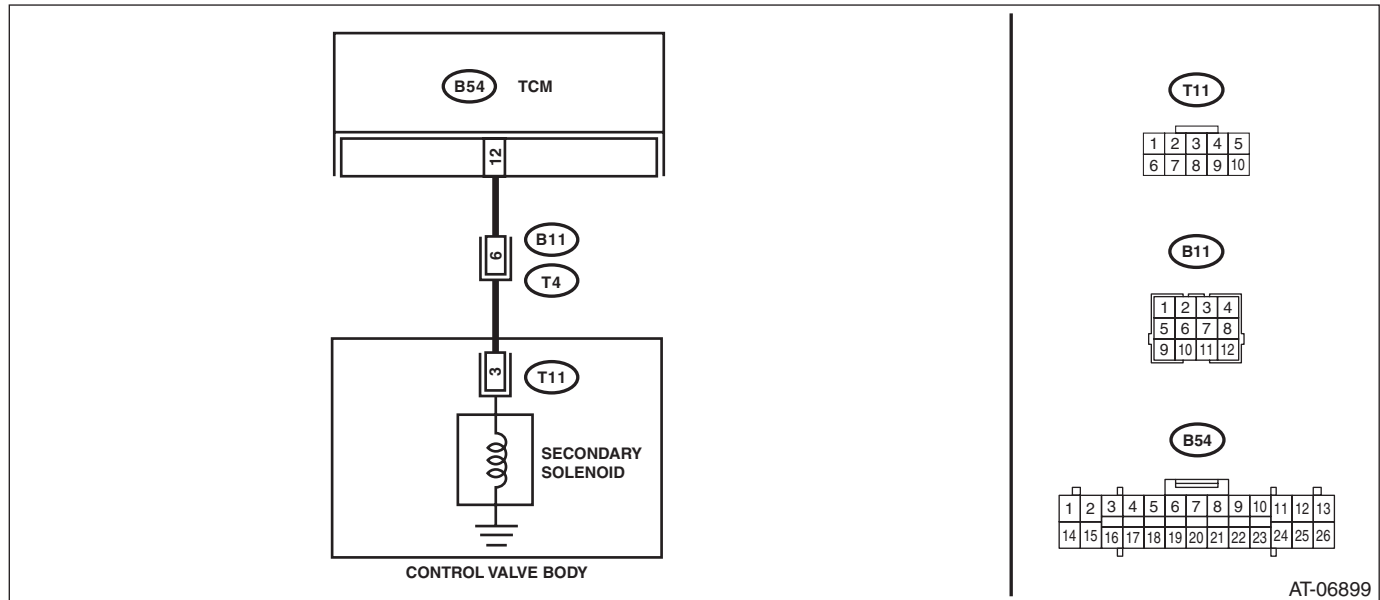 B54 TCM
12
6
B11
T4
3
T11
SECONDARY
SOLENOID
CONTROL VALVE BODY
T11
1 2 3 4 5
6 7 8 9 10
B11
1 2 3 4
5 6 7 8
9 10 11 12
B54
1 2 3 4 5 6 7 8 9 10 11 12 13
14 15 16 17 18 19 20 21 22 23 24 25 26
AT-06899